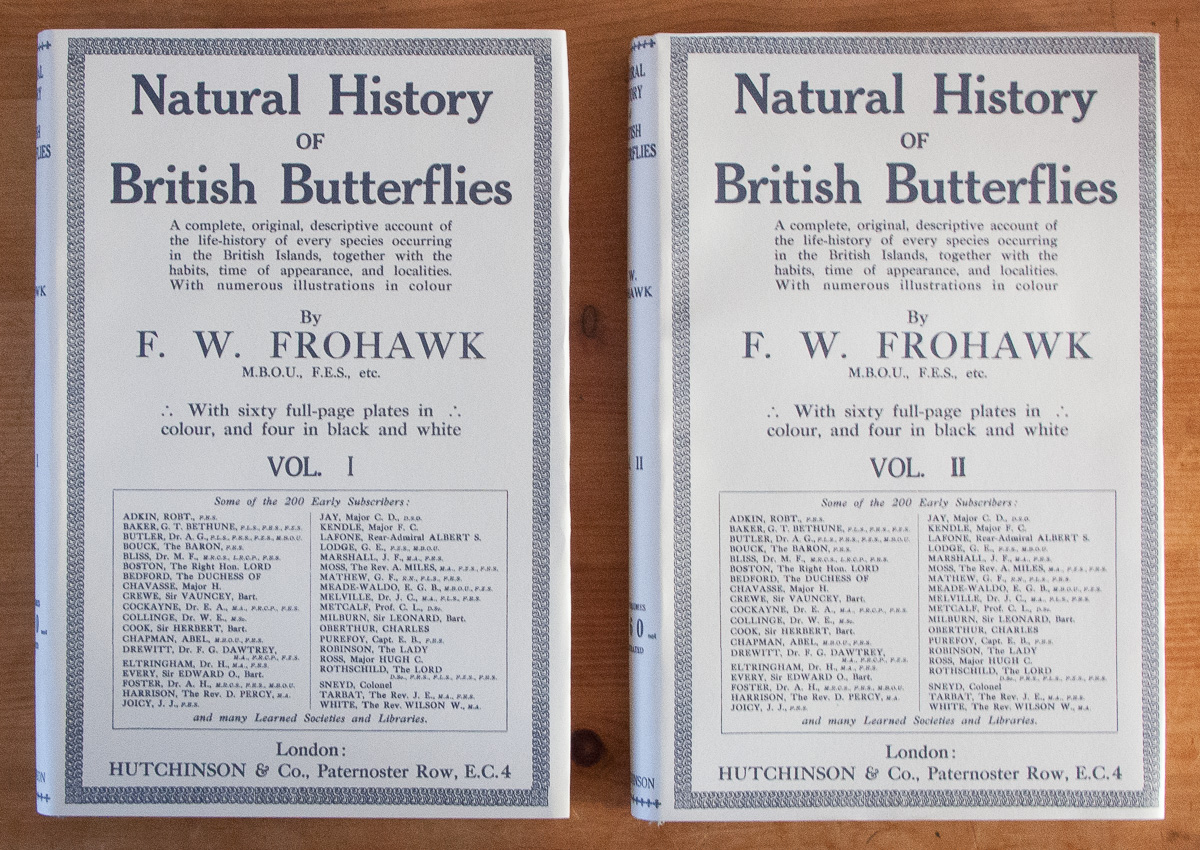 Natural History
OF
British Butterflies
A complete, original, descriptive account of
the life-history of every species occurring
in the British Islands, together with the
habits, time of appearance, and localities.
With numerous illustrations in colour
By
F. W. FROHAWK
M.B.O.U., F.E.S., etc.
∴ With sixty full-page plates in ∴
colour, and four in black and white
VOL. I
Some of the 200 Early Subscribers:
ADKIN, ROBT., F.E.S.
BAKER, G. T. BETHUNE, F.L.S., F.E.S., F.Z.S.
BUTLER, Dr. A. G.,
BOUCK, The BARON, F.E.S.
BLISS, Dr. M. F., M.R.C.S., L.R.C.P., F.E.S.
BOSTON, The Right Hon. LORD
BEDFORD, The DUCHESS OF
CHAVASSE, Major H.
CREWE, Sir VAUNCEY, Bart.
COCKAYNE, Dr. E. A., M.A., F.R.C.P., F.E.S.
COLLINGE, Dr. W. E., M.Sc.
COOK, Sir HERBERT, Bart.
CHAPMAN, ABEL, M.B.O.U., F.Z.S.
DREWITT, Dr. F. G. DAWTREY,
M.A., F.R.C.P., F.Z.S.
ELTRINGHAM, Dr. H., M.A., F.E.S.
EVERY, Sir EDWARD O., Bart.
FOSTER, Dr. A. H., M.R.C.S., F.E.S., M.B.O.U.
HARRISON, The Rev. D. PERCY, M.A.
JOICY, J. J., F.E.S.
JAY, Major C. D., D.S.O.
KENDLE, Major F. C.
LAFONE, Rear-Admiral ALBERT S.
LODGE, G. E., F.Z.S., M.B.O.U.
MARSHALL, J. F., M.A., F.E.S.
MOSS, The Rev. A. MILES, M.A., F.Z.S., F.E.S.
MATHEW, G. F., R.N., F.L.S., F.E.S.
MEADE-WALDO, E. G. B., M.B.O.U., F.Z.S.
MELVILLE, Dr. J. C., M.A., F.L.S., F.E.S.
METCALF, Prof. C. L., D.Sc.
MILBURN, Sir LEONARD, Bart.
OBERTHUR, CHARLES
PUREFOY, Capt. E. B., F.E.S.
ROBINSON, The LADY
ROSS, Major HUGH C.
ROTHSCHILD, The LORD
SNEYD, Colonel
TARBAT, The Rev. J. E., M.A., F.E.S.
WHITE, The Rev. WILSON W., M.A.
and many Learned Societies and Libraries.
London:
HUTCHINSON & Co., Paternoster Row, E.C.4
Natural History
OF
British Butterflies
A complete, original, descriptive account of
the life-history of every species occurring
in the British Islands, together with the
habits, time of appearance, and localities.
With numerous illustrations in colour
By
F. W. FROHAWK
M.B.O.U., F.E.S., etc.
∴ With sixty full-page plates in ∴
colour, and four in black and white
VOL. II
Some of the 200 Early Subscribers:
ADKIN, ROBT., F.E.S.
BAKER, G. T. BETHUNE, F.L.S., F.E.S., F.Z.S.
BUTLER, Dr. A. G.,
BOUCK, The BARON, F.E.S.
BLISS, Dr. M. F., M.R.C.S., L.R.C.P., F.E.S.
BOSTON, The Right Hon. LORD
BEDFORD, The DUCHESS OF
CHAVASSE, Major H.
CREWE, Sir VAUNCEY, Bart.
COCKAYNE, Dr. E. A., M.A., F.R.C.P., F.E.S.
COLLINGE, Dr. W. E., M.Sc.
COOK, Sir HERBERT, Bart.
CHAPMAN, ABEL, M.B.O.U., F.Z.S.
DREWITT, Dr. F. G. DAWTREY,
M.A., F.R.C.P., F.Z.S.
ELTRINGHAM, Dr. H., M.A., F.E.S.
EVERY, Sir EDWARD O., Bart.
FOSTER, Dr. A. H., M.R.C.S., F.E.S., M.B.O.U.
HARRISON, The Rev. D. PERCY, M.A.
JOICY, J. J., F.E.S.
JAY, Major C. D., D.S.O.
KENDLE, Major F. C.
LAFONE, Rear-Admiral ALBERT S.
LODGE, G. E., F.Z.S., M.B.O.U.
MARSHALL, J. F., M.A., F.E.S.
MOSS, The Rev. A. MILES, M.A., F.Z.S., F.E.S.
MATHEW, G. F., R.N., F.L.S., F.E.S.
MEADE-WALDO, E. G. B., M.B.O.U., F.Z.S.
MELVILLE, Dr. J. C., M.A., F.L.S., F.E.S.
METCALF, Prof. C. L., D.Sc.
MILBURN, Sir LEONARD, Bart.
OBERTHUR, CHARLES
PUREFOY, Capt. E. B., F.E.S.
ROBINSON, The LADY
ROSS, Major HUGH C.
ROTHSCHILD, The LORD
SNEYD, Colonel
TARBAT, The Rev. J. E., M.A., F.E.S.
WHITE, The Rev. WILSON W., M.A.
and many Learned Societies and Libraries.
London:
HUTCHINSON & Co., Paternoster Row, E.C.4